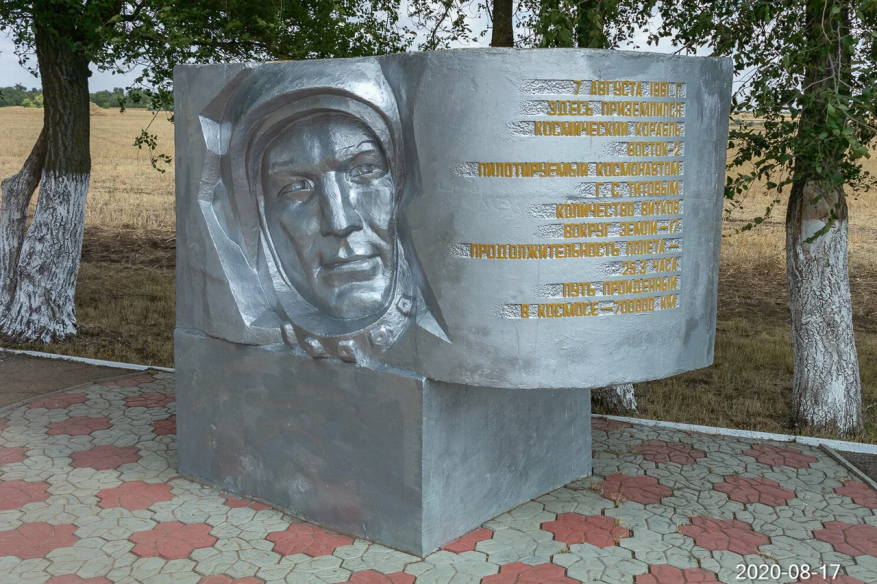 7 АВГУСТА 1961 Г.
ЗДЕСЬ ПРИЗЕМЛИЛСЯ
КОСМИЧЕСКИЙ КОРАБЛЬ
ВОСТОК-2,
ПИЛОТИРУЕМЫЙ КОСМОНАВТОМ
Г.С. ТИТОВЫМ.
КОЛИЧЕСТВО ВИТКОВ
ВОКРУГ ЗЕМЛИ-17.
ПРОДОЛЖИТЕЛЬНОСТЬ ПОЛЕТА-
25,3 ЧАСА
ПУТЬ ПРОЙДЕННЫЙ
В КОСМОСЕ-700000 КМ
2020-08-17